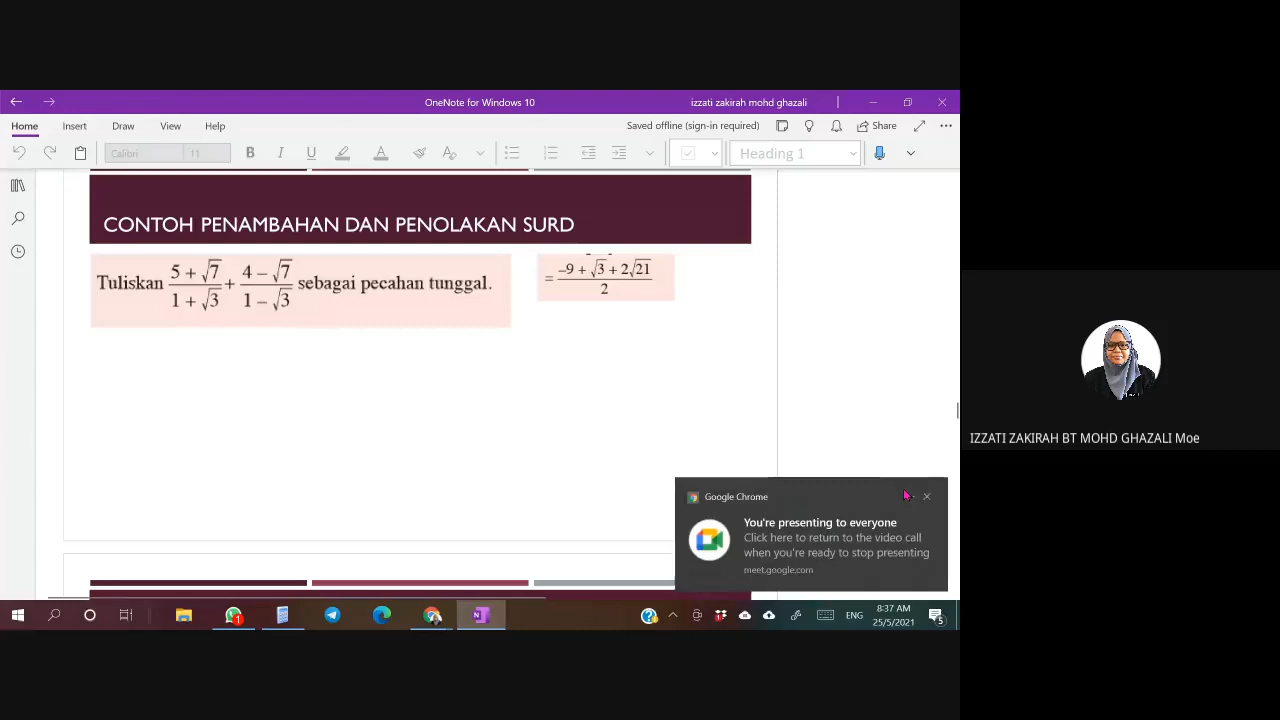 OneNote for Windows 10
izzati zakirah mohd ghazali
Home Insert Draw View Help
Saved offline (sign-in required)
Share
Calibri 11 B I U A A Heading 1
CONTOH PENAMBAHAN DAN PENOLAKAN SURD
Tuliskan (5 + √7)/(1 + √3) + (4 − √7)/(1 − √3) sebagai pecahan tunggal.
= (−9 + √3 + 2√21)/2
IZZATI ZAKIRAH BT MOHD GHAZALI Moe
Google Chrome
You're presenting to everyone
Click here to return to the video call
when you're ready to stop presenting
meet.google.com
1
ENG
8:37 AM
25/5/2021
5